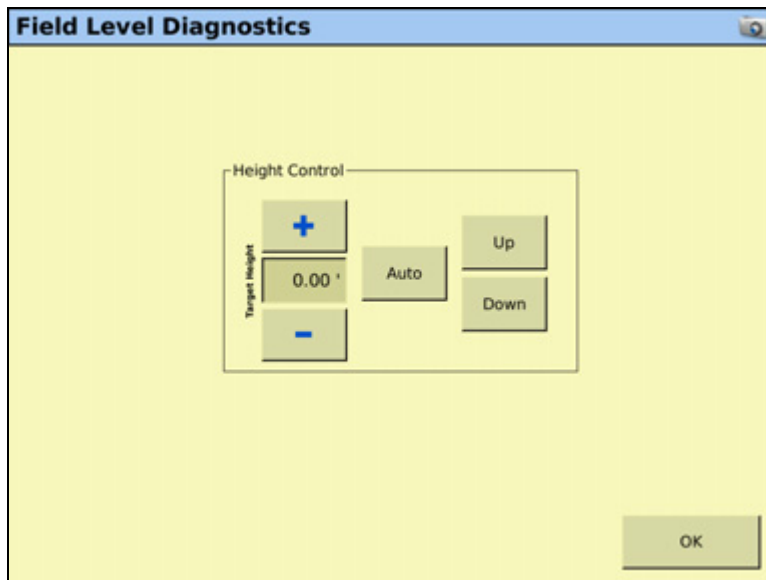 Field Level Diagnostics
Height Control
+
Target Height
0.00 '
-
Auto
Up
Down
OK